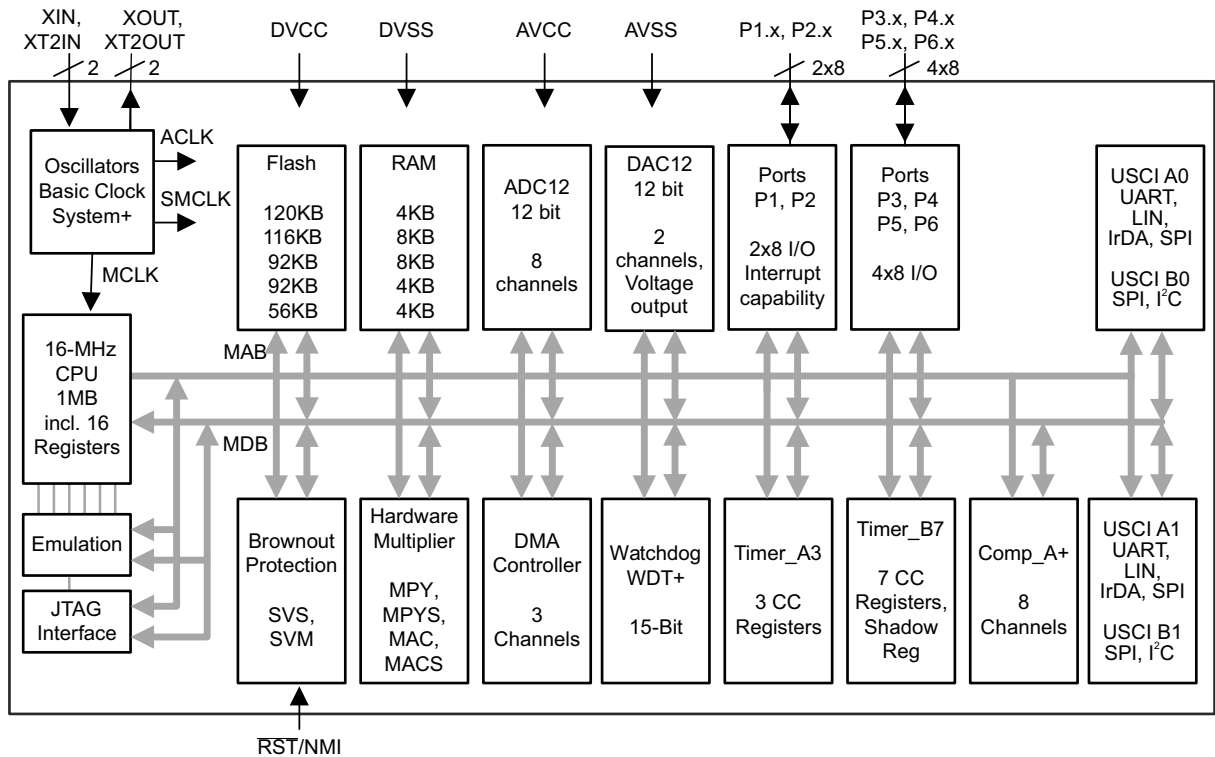 XIN,
XT2IN
2
XOUT,
XT2OUT
2
DVCC
DVSS
AVCC
AVSS
P1.x, P2.x
2x8
P3.x, P4.x
P5.x, P6.x
4x8
Oscillators
Basic Clock
System+
ACLK
SMCLK
MCLK
Flash
120KB
116KB
92KB
92KB
56KB
RAM
4KB
8KB
8KB
4KB
4KB
ADC12
12 bit
8
channels
DAC12
12 bit
2
channels,
Voltage
output
Ports
P1, P2
2x8 I/O
Interrupt
capability
Ports
P3, P4
P5, P6
4x8 I/O
USCI A0
UART,
LIN,
IrDA, SPI
USCI B0
SPI, I²C
16-MHz
CPU
1MB
incl. 16
Registers
MAB
MDB
Emulation
JTAG
Interface
Brownout
Protection
SVS,
SVM
Hardware
Multiplier
MPY,
MPYS,
MAC,
MACS
DMA
Controller
3
Channels
Watchdog
WDT+
15-Bit
Timer_A3
3 CC
Registers
Timer_B7
7 CC
Registers,
Shadow
Reg
Comp_A+
8
Channels
USCI A1
UART,
LIN,
IrDA, SPI
USCI B1
SPI, I²C
RST/NMI